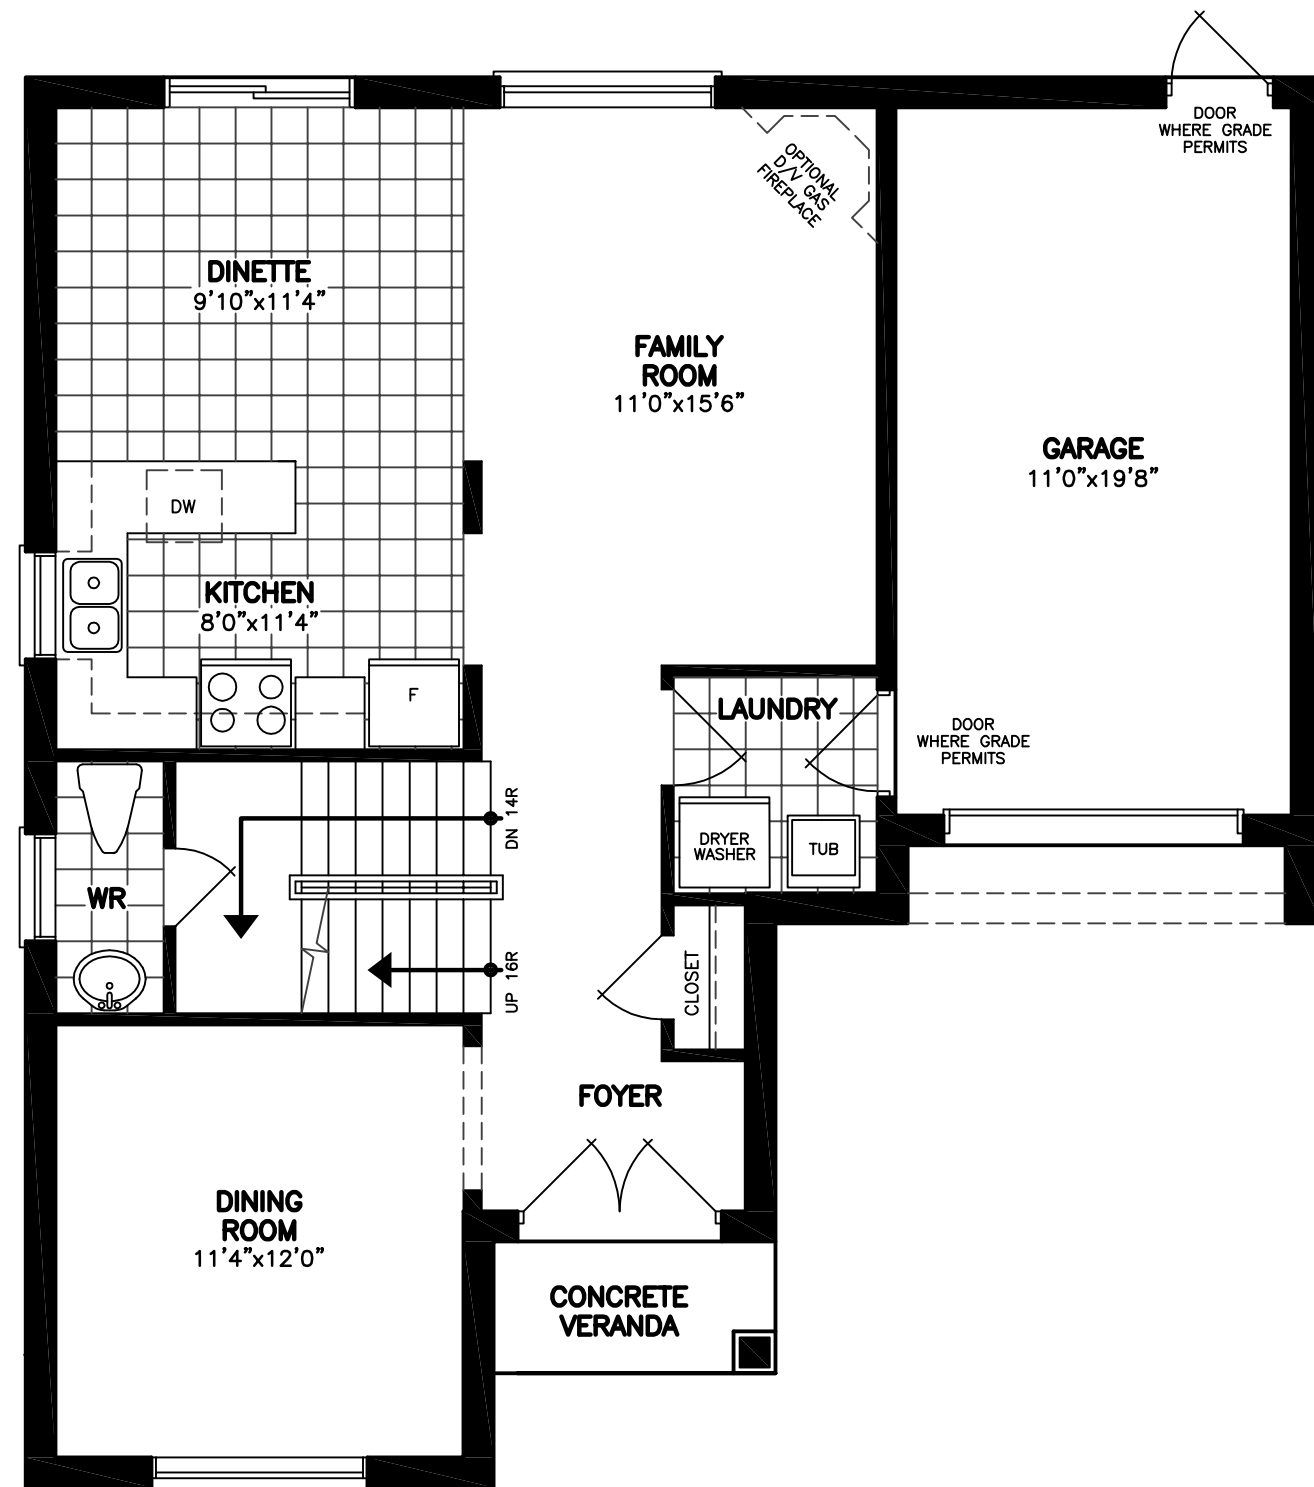 DOOR
WHERE GRADE
PERMITS
OPTIONAL
D/V GAS
FIREPLACE
DINETTE
9'10"x11'4"
FAMILY
ROOM
11'0"x15'6"
GARAGE
11'0"x19'8"
DW
KITCHEN
8'0"x11'4"
F
LAUNDRY
DOOR
WHERE GRADE
PERMITS
DN 14R
DRYER
WASHER
TUB
WR
UP 16R
CLOSET
FOYER
DINING
ROOM
11'4"x12'0"
CONCRETE
VERANDA